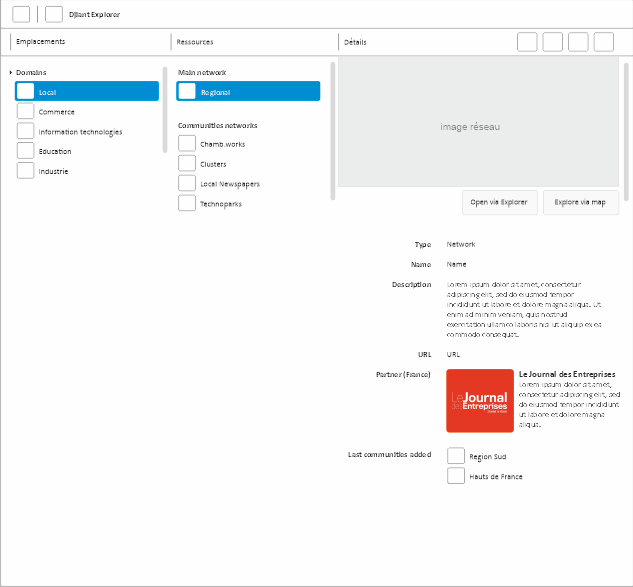 Djlant Explorer
Emplacements
Ressources
Détails
Domains
Local
Commerce
Information technologies
Education
Industrie
Main network
Regional
Communities networks
Chamb.works
Clusters
Local Newspapers
Technoparks
image réseau
Open via Explorer
Explore via map
Type
Network
Name
Name
Description
Lorem ipsum dolor sit amet, consectetur
adipiscing elit, sed do eiusmod tempor
incididunt ut labore et dolore magna aliqua. Ut
enim ad minim veniam, quis nostrud
exercitation ullamco laboris nisi ut aliquip ex ea
commodo consequat.
URL
URL
Partner (France)
Le Journal
des Entreprises
Le Journal des Entreprises
Lorem ipsum dolor sit amet,
consectetur adipiscing elit, sed
do eiusmod tempor incididunt
ut labore et dolore magna
aliqua.
Last communities added
Region Sud
Hauts de France